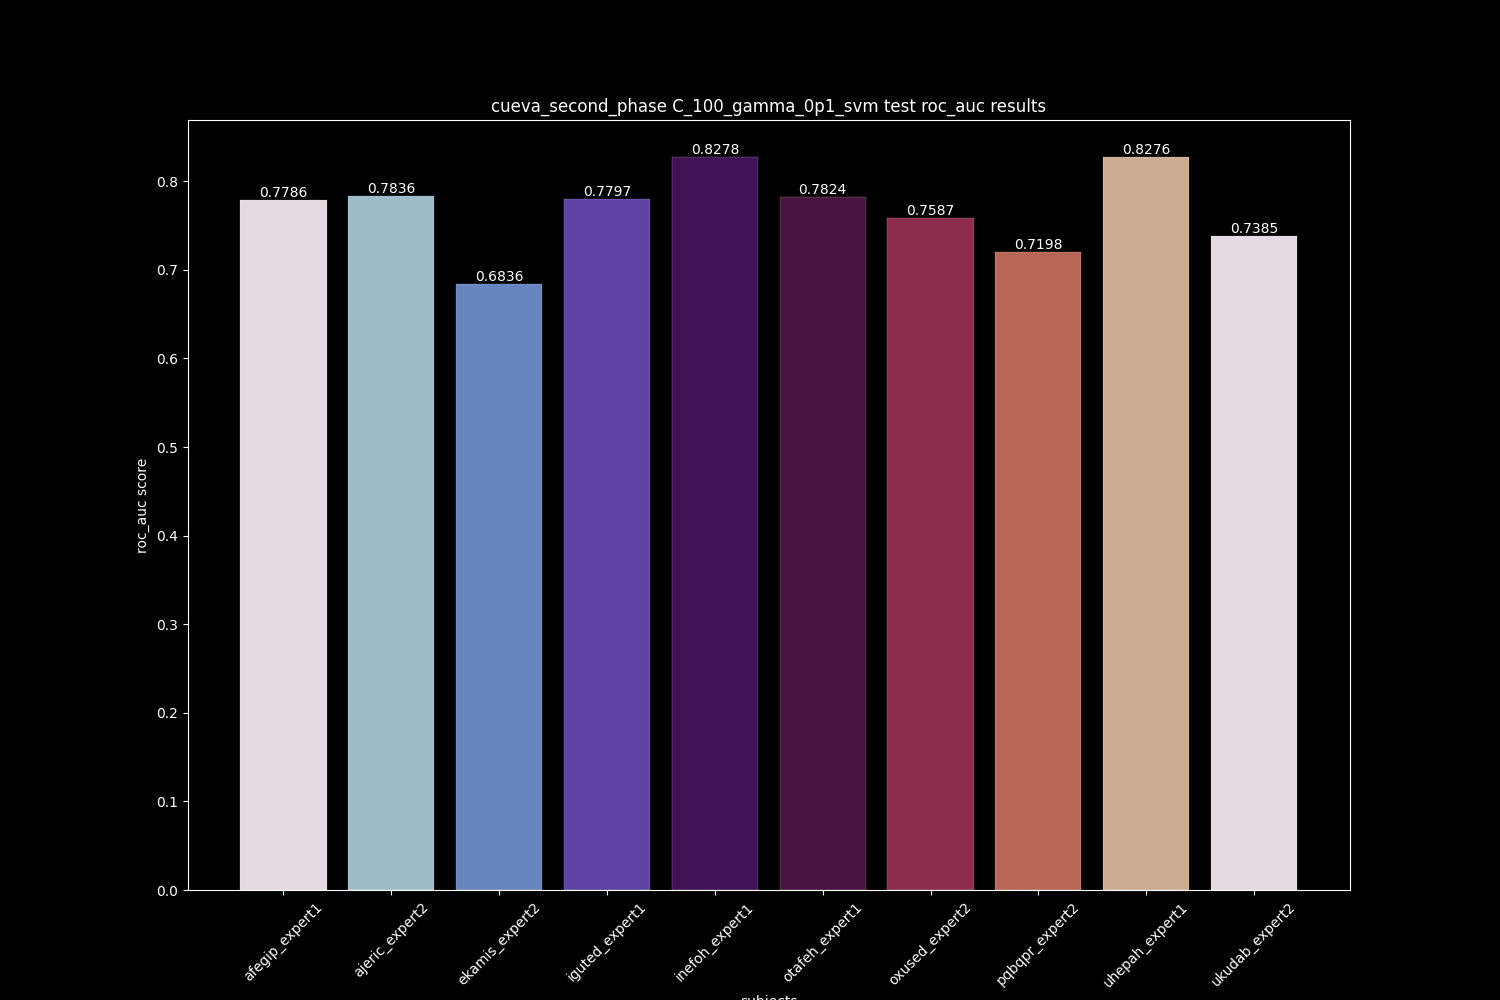 cueva_second_phase C_100_gamma_0p1_svm test roc_auc results
0.8278
0.8276
0.7786
0.7836
0.7797
0.7824
0.7587
0.7385
0.7198
0.6836
0.8
0.7
0.6
0.5
0.4
0.3
0.2
0.1
0.0
roc_auc score
afegip_expert1
ajeric_expert2
ekamis_expert2
iguted_expert1
inefoh_expert1
otafeh_expert1
oxused_expert2
pqbqpr_expert2
uhepah_expert1
ukudab_expert2
subjects